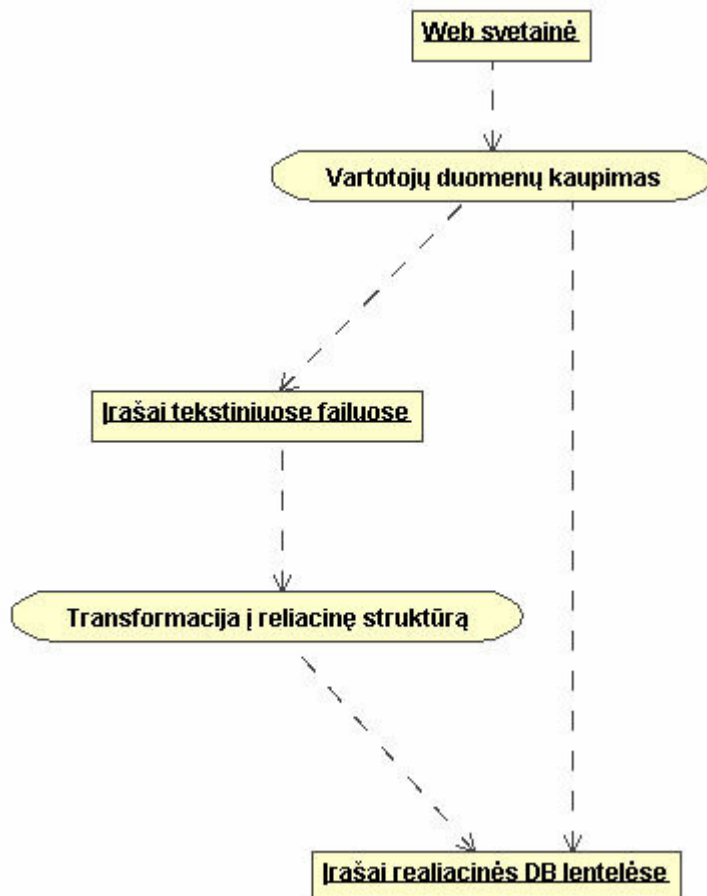 Web svetainė
Vartotojų duomenų kaupimas
Įrašai tekstiniuose failuose
Transformacija į reliacinę struktūrą
Įrašai realiacinės DB lentelėse